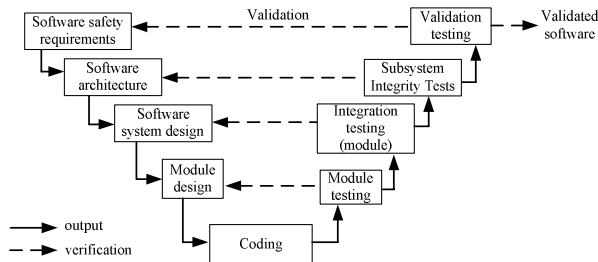 Software safety
requirements
Validation
Validation
testing
Validated
software
Software
architecture
Subsystem
Integrity Tests
Software
system design
Integration
testing
(module)
Module
design
Module
testing
Coding
output
verification